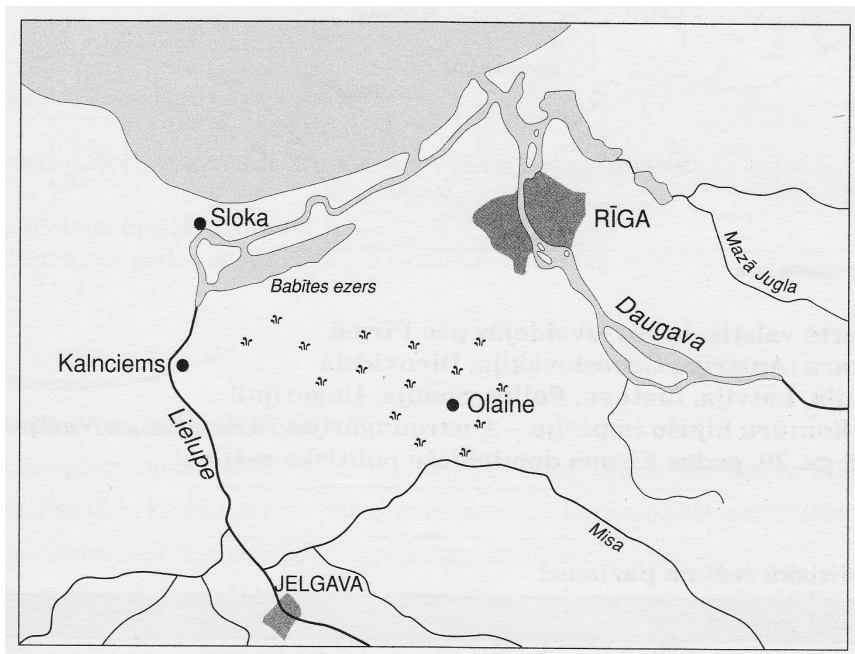 Sloka
RĪGA
Mazā Jugla
Babītes ezers
Daugava
Kalnciems
Olaine
Lielupe
Misa
JELGAVA